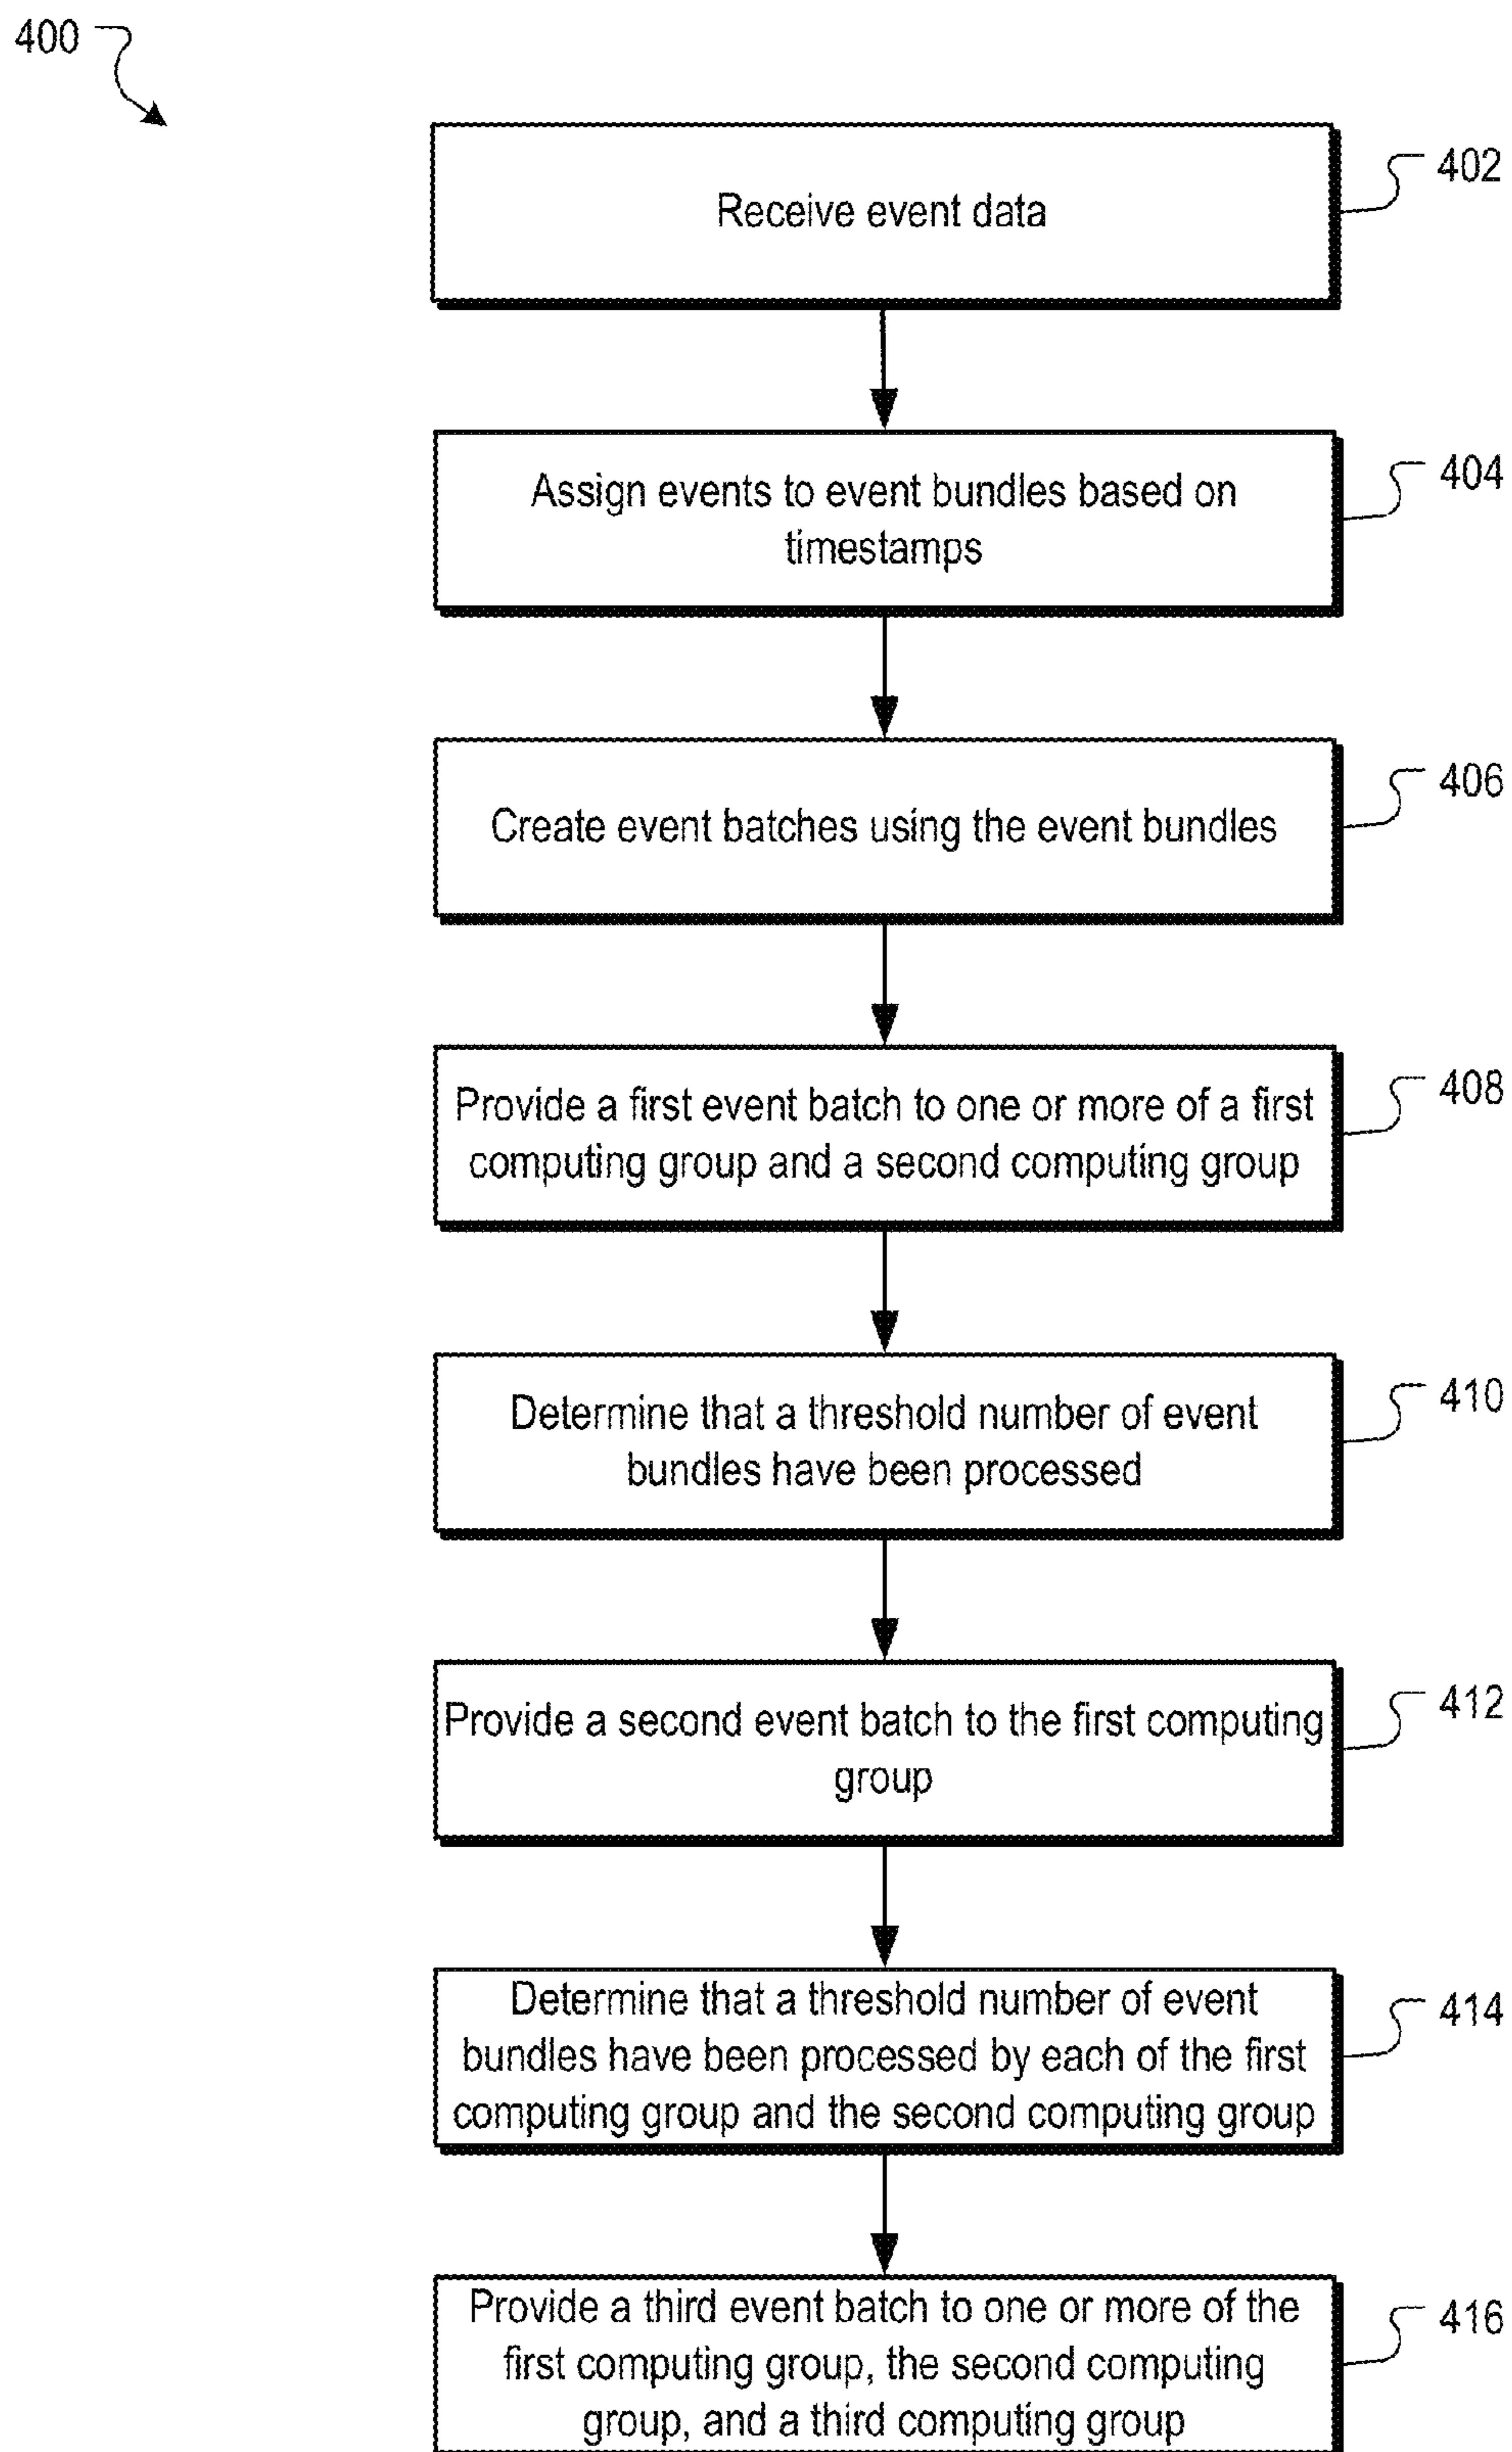 400
402
Receive event data
404
Assign events to event bundles based on
timestamps
406
Create event batches using the event bundles
408
Provide a first event batch to one or more of a first
computing group and a second computing group
410
Determine that a threshold number of event
bundles have been processed
412
Provide a second event batch to the first computing
group
414
Determine that a threshold number of event
bundles have been processed by each of the first
computing group and the second computing group
416
Provide a third event batch to one or more of the
first computing group, the second computing
group, and a third computing group